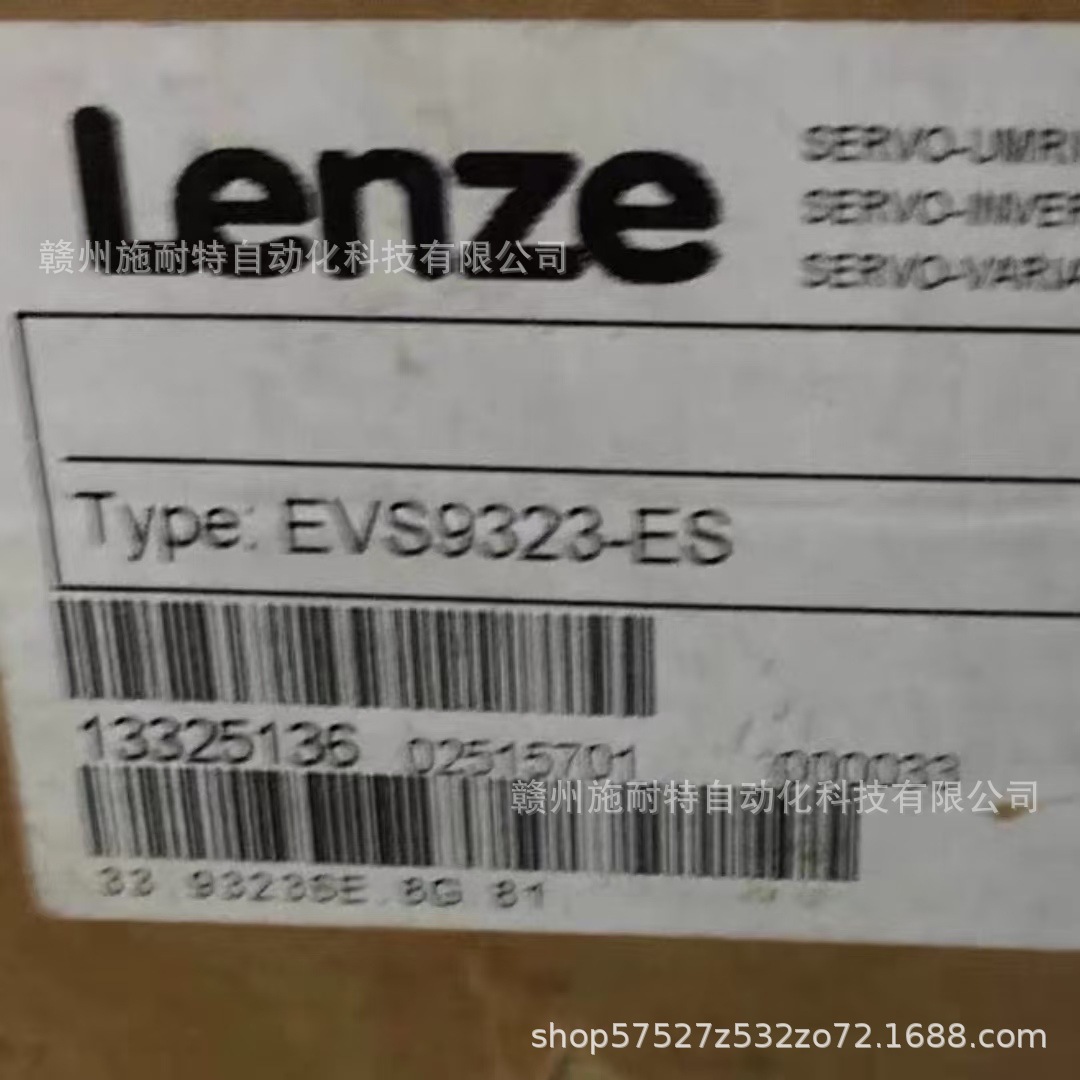 Lenze
SERVO-UMRI
SERVO-INVER
SERVO-VARIA
赣州施耐特自动化科技有限公司
Type: EVS9323-ES
13325136 02515701 000033
赣州施耐特自动化科技有限公司
33 9323SE 8G 81
shop57527z532zo72.1688.com